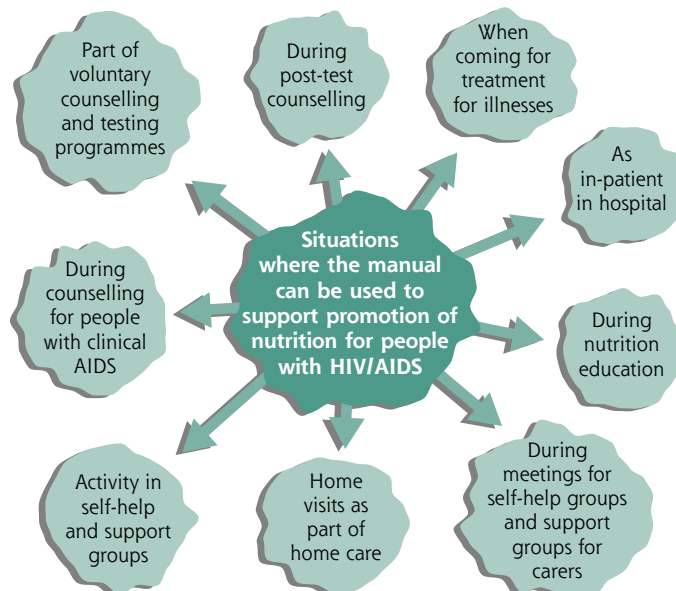 Part of
voluntary
counselling
and testing
programmes
During
post-test
counselling
When
coming for
treatment
for illnesses
As
in-patient
in hospital
Situations
where the manual
can be used to
support promotion of
nutrition for people
with HIV/AIDS
During
counselling
for people
with clinical
AIDS
During
nutrition
education
Activity in
self-help
and support
groups
Home
visits as
part of
home care
During
meetings for
self-help groups
and support
groups for
carers